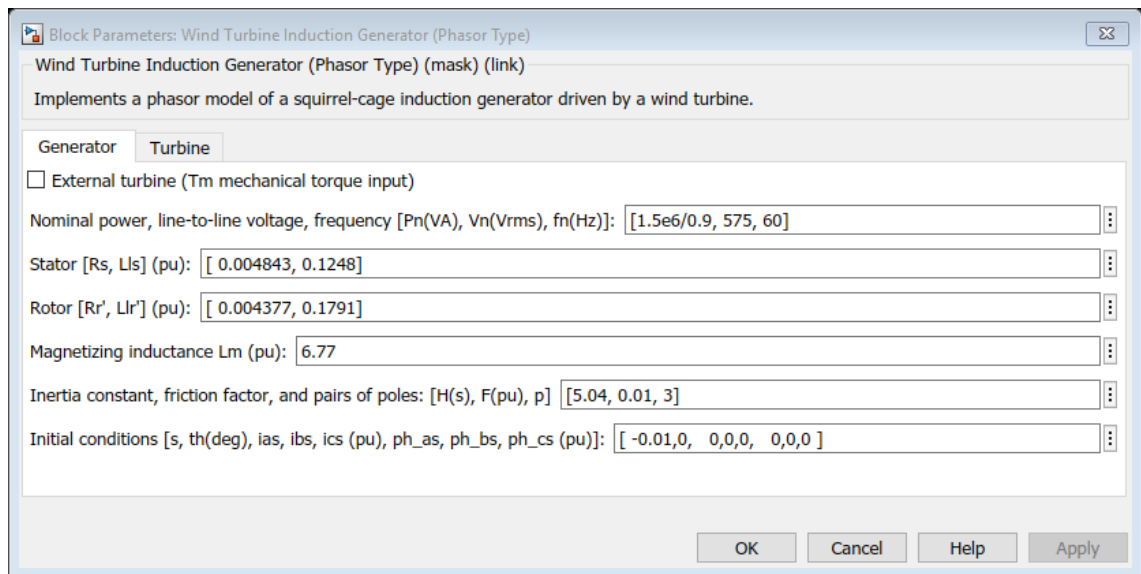 Block Parameters: Wind Turbine Induction Generator (Phasor Type)
Wind Turbine Induction Generator (Phasor Type) (mask) (link)
Implements a phasor model of a squirrel-cage induction generator driven by a wind turbine.
Generator Turbine
External turbine (Tm mechanical torque input)
Nominal power, line-to-line voltage, frequency [Pn(VA), Vn(Vrms), fn(Hz)]: [1.5e6/0.9, 575, 60]
Stator [Rs, Lls] (pu): [ 0.004843, 0.1248]
Rotor [Rr', Llr'] (pu): [ 0.004377, 0.1791]
Magnetizing inductance Lm (pu): 6.77
Inertia constant, friction factor, and pairs of poles: [H(s), F(pu), p] [5.04, 0.01, 3]
Initial conditions [s, th(deg), ias, ibs, ics (pu), ph_as, ph_bs, ph_cs (pu)]: [ -0.01,0, 0,0,0, 0,0,0 ]
OK Cancel Help Apply